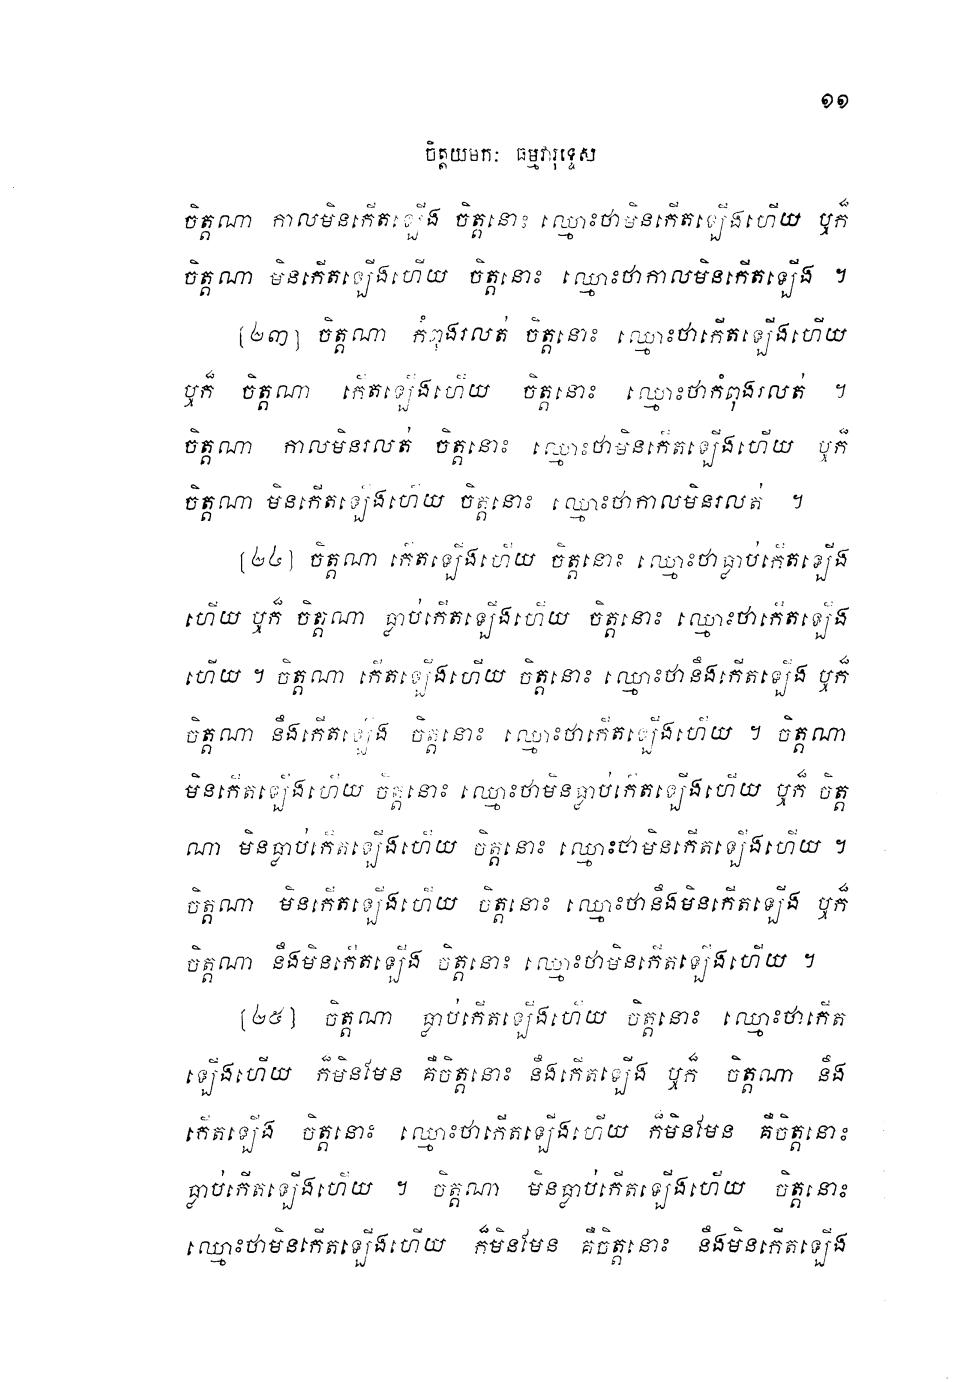 ១១
ចិត្តយមកៈ ធម្មវារុទ្ទេស
ចិត្តណា កាលមិនកើតឡើង ចិត្តនោះ ឈ្មោះថាមិនកើតឡើងហើយ ឬក៏
ចិត្តណា មិនកើតឡើងហើយ ចិត្តនោះ ឈ្មោះថាកាលមិនកើតឡើង ។
[២៣] ចិត្តណា កំពុងរលត់ ចិត្តនោះ ឈ្មោះថាកើតឡើងហើយ
ឬក៏ ចិត្តណា កើតឡើងហើយ ចិត្តនោះ ឈ្មោះថាកំពុងរលត់ ។
ចិត្តណា កាលមិនរលត់ ចិត្តនោះ ឈ្មោះថាមិនកើតឡើងហើយ ឬក៏
ចិត្តណា មិនកើតឡើងហើយ ចិត្តនោះ ឈ្មោះថាកាលមិនរលត់ ។
[២៤] ចិត្តណា កើតឡើងហើយ ចិត្តនោះ ឈ្មោះថាធ្លាប់កើតឡើង
ហើយ ឬក៏ ចិត្តណា ធ្លាប់កើតឡើងហើយ ចិត្តនោះ ឈ្មោះថាកើតឡើង
ហើយ ។ ចិត្តណា កើតឡើងហើយ ចិត្តនោះ ឈ្មោះថានឹងកើតឡើង ឬក៏
ចិត្តណា នឹងកើតឡើង ចិត្តនោះ ឈ្មោះថាកើតឡើងហើយ ។ ចិត្តណា
មិនកើតឡើងហើយ ចិត្តនោះ ឈ្មោះថាមិនធ្លាប់កើតឡើងហើយ ឬក៏ ចិត្ត
ណា មិនធ្លាប់កើតឡើងហើយ ចិត្តនោះ ឈ្មោះថាមិនកើតឡើងហើយ ។
ចិត្តណា មិនកើតឡើងហើយ ចិត្តនោះ ឈ្មោះថានឹងមិនកើតឡើង ឬក៏
ចិត្តណា នឹងមិនកើតឡើង ចិត្តនោះ ឈ្មោះថាមិនកើតឡើងហើយ ។
[២៥] ចិត្តណា ធ្លាប់កើតឡើងហើយ ចិត្តនោះ ឈ្មោះថាកើត
ឡើងហើយ ក៏មិនមែន គឺចិត្តនោះ នឹងកើតឡើង ឬក៏ ចិត្តណា នឹង
កើតឡើង ចិត្តនោះ ឈ្មោះថាកើតឡើងហើយ ក៏មិនមែន គឺចិត្តនោះ
ធ្លាប់កើតឡើងហើយ ។ ចិត្តណា មិនធ្លាប់កើតឡើងហើយ ចិត្តនោះ
ឈ្មោះថាមិនកើតឡើងហើយ ក៏មិនមែន គឺចិត្តនោះ នឹងមិនកើតឡើង